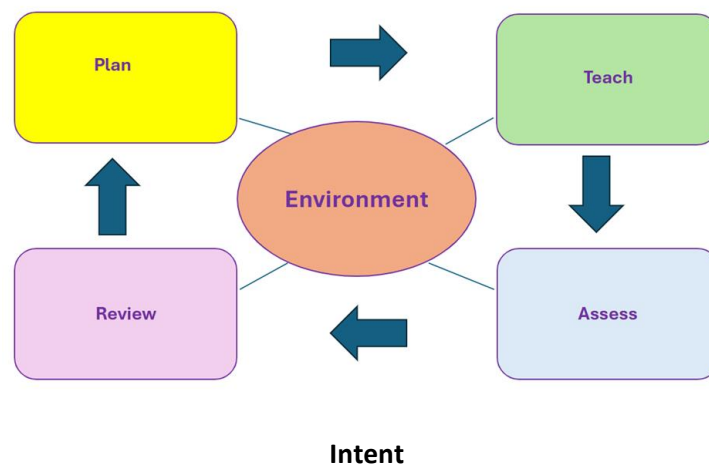 Plan
Teach
Environment
Review
Assess
Intent